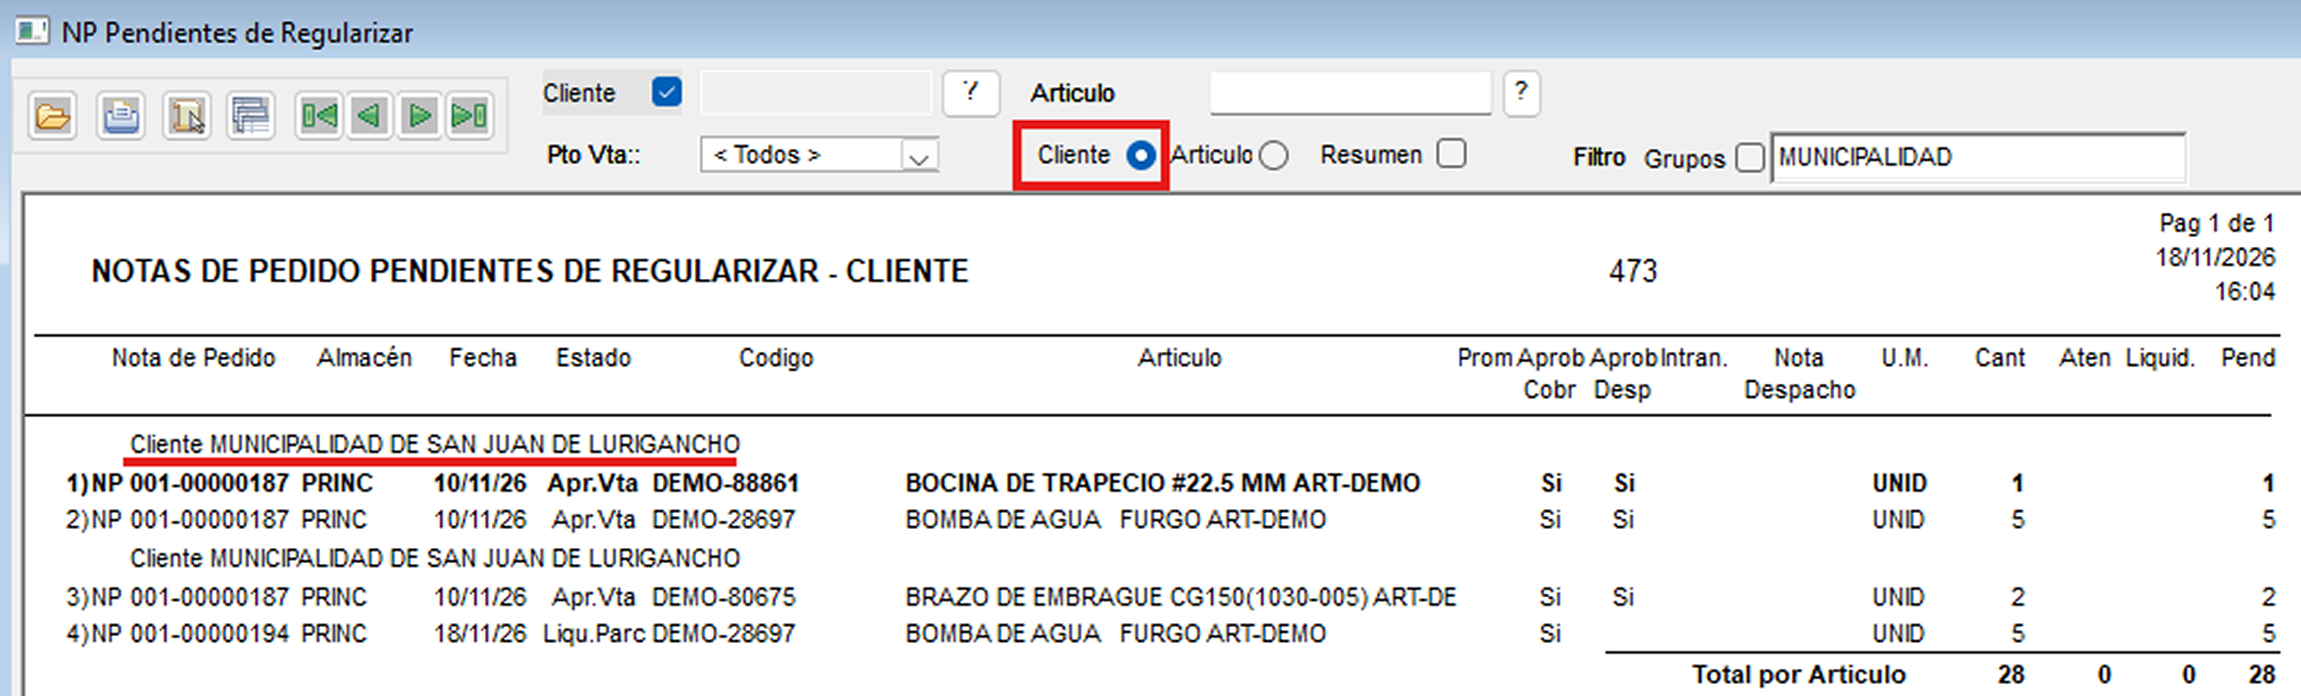 NP Pendientes de Regularizar
Cliente ? Articulo ?
Pto Vta:: < Todos > Cliente Articulo Resumen Filtro Grupos MUNICIPALIDAD
Pag 1 de 1
18/11/2026
16:04
NOTAS DE PEDIDO PENDIENTES DE REGULARIZAR - CLIENTE 473
Nota de Pedido Almacén Fecha Estado Codigo Articulo Prom Aprob Aprob Intran. Nota U.M. Cant Aten Liquid. Pend
Cobr Desp Despacho
Cliente MUNICIPALIDAD DE SAN JUAN DE LURIGANCHO
1) NP 001-00000187 PRINC 10/11/26 Apr.Vta DEMO-88861 BOCINA DE TRAPECIO #22.5 MM ART-DEMO Si Si UNID 1 1
2) NP 001-00000187 PRINC 10/11/26 Apr.Vta DEMO-28697 BOMBA DE AGUA FURGO ART-DEMO Si Si UNID 5 5
Cliente MUNICIPALIDAD DE SAN JUAN DE LURIGANCHO
3) NP 001-00000187 PRINC 10/11/26 Apr.Vta DEMO-80675 BRAZO DE EMBRAGUE CG150(1030-005) ART-DE Si Si UNID 2 2
4) NP 001-00000194 PRINC 18/11/26 Liqu.Parc DEMO-28697 BOMBA DE AGUA FURGO ART-DEMO Si UNID 5 5
Total por Articulo 28 0 0 28